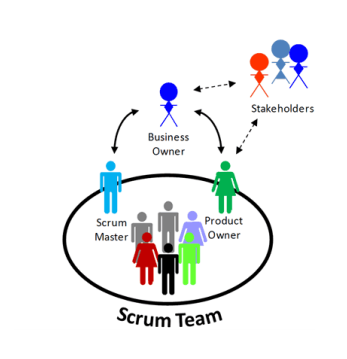 Stakeholders
Business
Owner
Scrum
Master
Product
Owner
Scrum Team